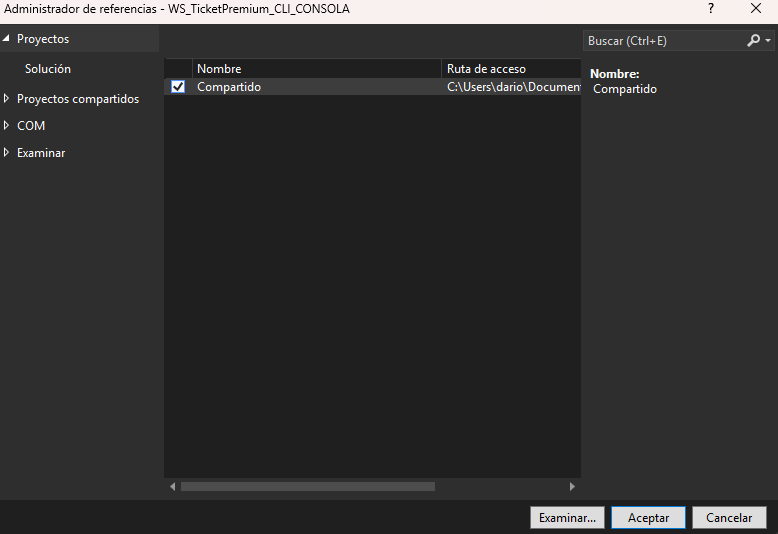 Administrador de referencias - WS_TicketPremium_CLI_CONSOLA
?
Proyectos
Solución
Proyectos compartidos
COM
Examinar
Nombre
Ruta de acceso
Compartido
C:\Users\dario\Documen
Buscar (Ctrl+E)
Nombre:
Compartido
Examinar...
Aceptar
Cancelar